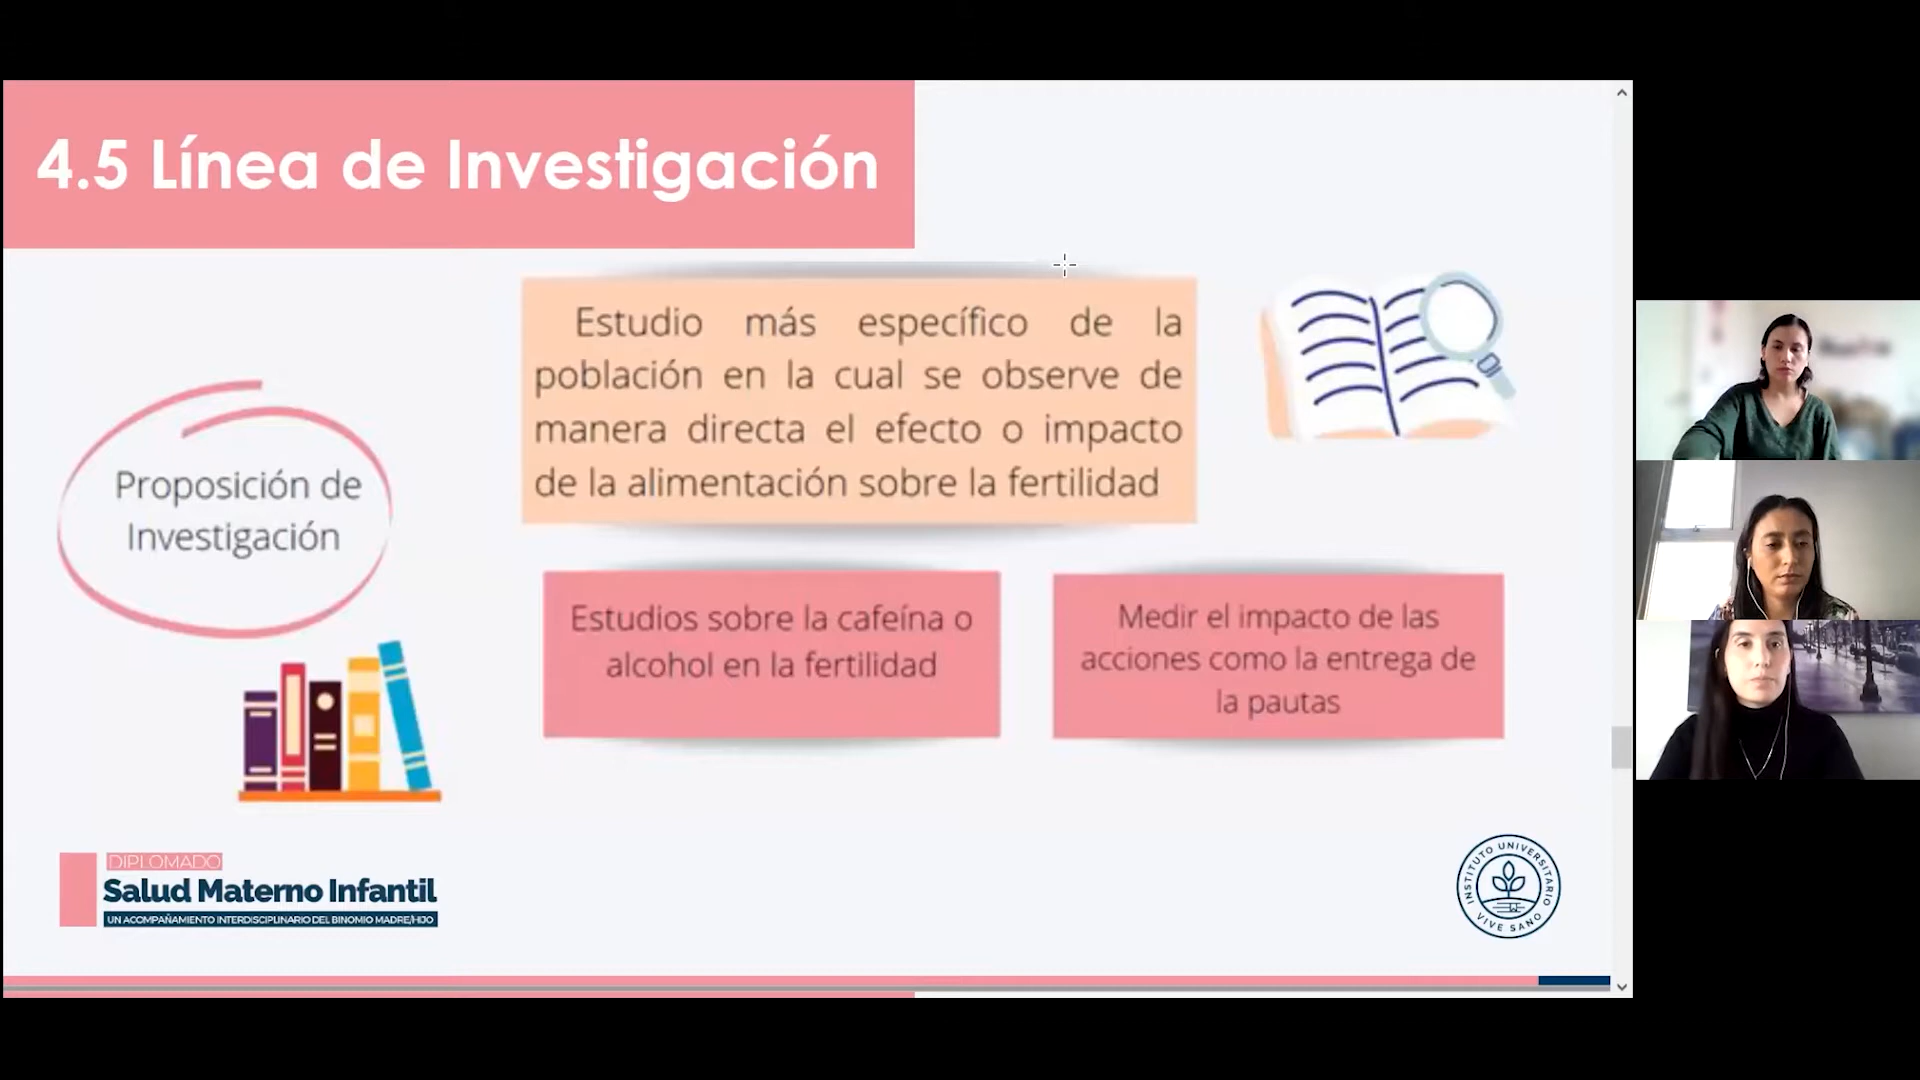 4.5 Línea de Investigación
Estudio más específico de la
población en la cual se observe de
manera directa el efecto o impacto
de la alimentación sobre la fertilidad
Proposición de
Investigación
Estudios sobre la cafeína o
alcohol en la fertilidad
Medir el impacto de las
acciones como la entrega de
la pautas
DIPLOMADO
Salud Materno Infantil
UN ACOMPAÑAMIENTO INTERDISCIPLINARIO DEL BINOMIO MADRE/HIJO
INSTITUTO UNIVERSITARIO
VIVE SANO